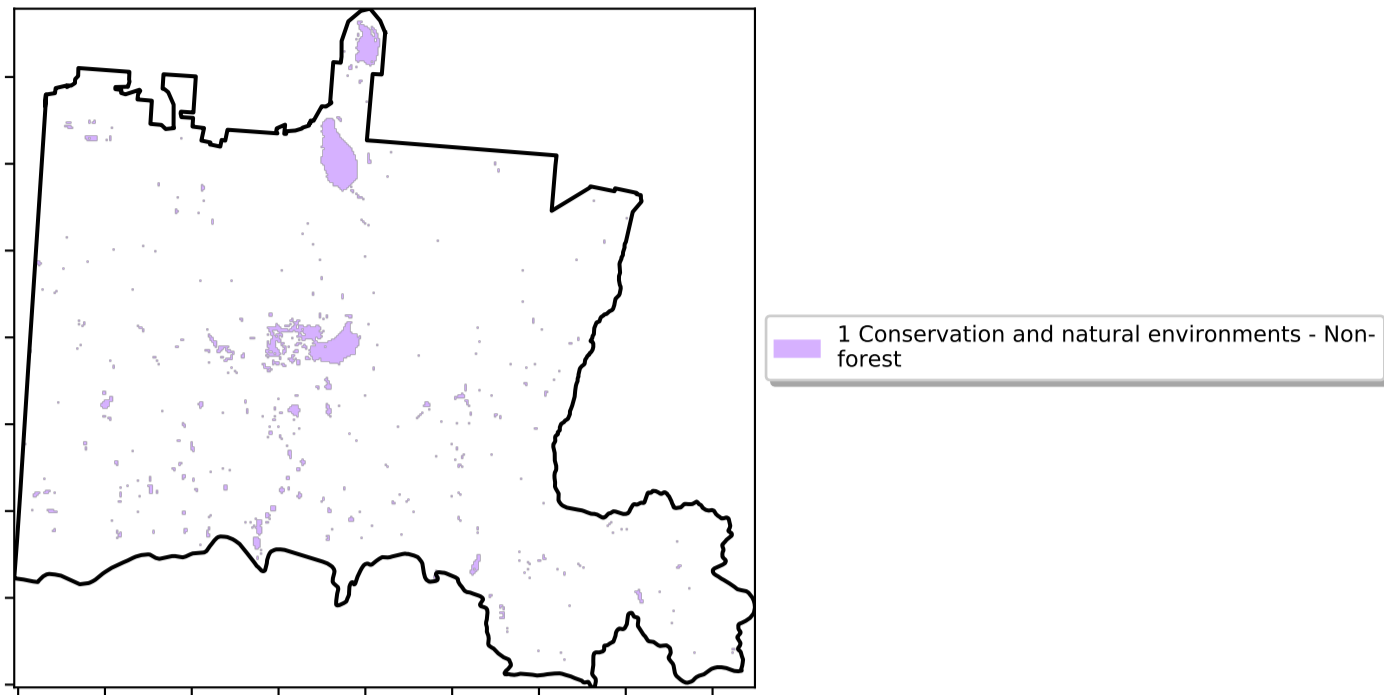 1 Conservation and natural environments - Non-
forest